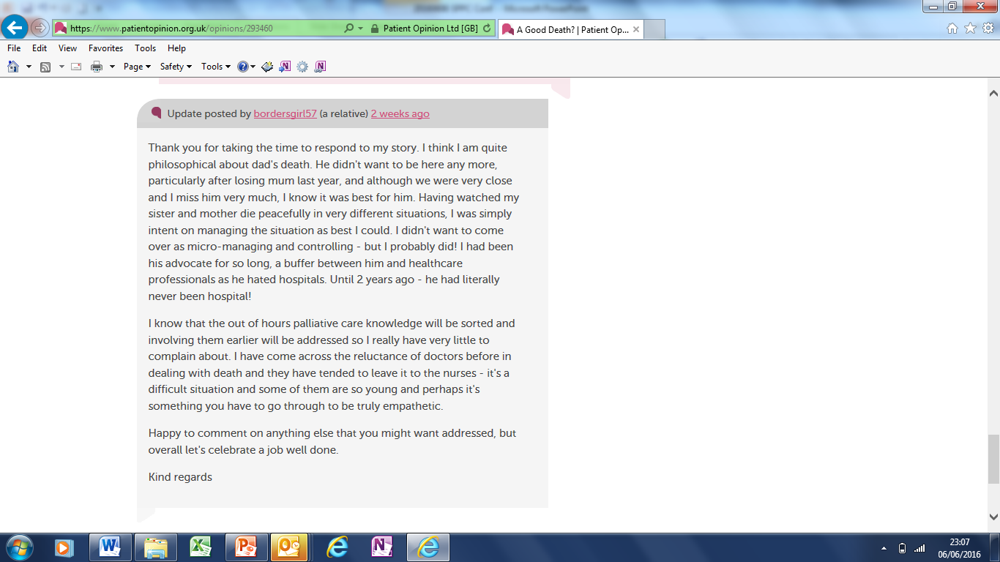 https://www.patientopinion.org.uk/opinions/293460
Patient Opinion Ltd [GB]
A Good Death? | Patient Op...
File Edit View Favorites Tools Help
Page Safety Tools
Update posted by bordersgirl57 (a relative) 2 weeks ago
Thank you for taking the time to respond to my story. I think I am quite
philosophical about dad's death. He didn't want to be here any more,
particularly after losing mum last year, and although we were very close
and I miss him very much, I know it was best for him. Having watched my
sister and mother die peacefully in very different situations, I was simply
intent on managing the situation as best I could. I didn't want to come
over as micro-managing and controlling - but I probably did! I had been
his advocate for so long, a buffer between him and healthcare
professionals as he hated hospitals. Until 2 years ago - he had literally
never been hospital!
I know that the out of hours palliative care knowledge will be sorted and
involving them earlier will be addressed so I really have very little to
complain about. I have come across the reluctance of doctors before in
dealing with death and they have tended to leave it to the nurses - it's a
difficult situation and some of them are so young and perhaps it's
something you have to go through to be truly empathetic.
Happy to comment on anything else that you might want addressed, but
overall let's celebrate a job well done.
Kind regards
23:07
06/06/2016